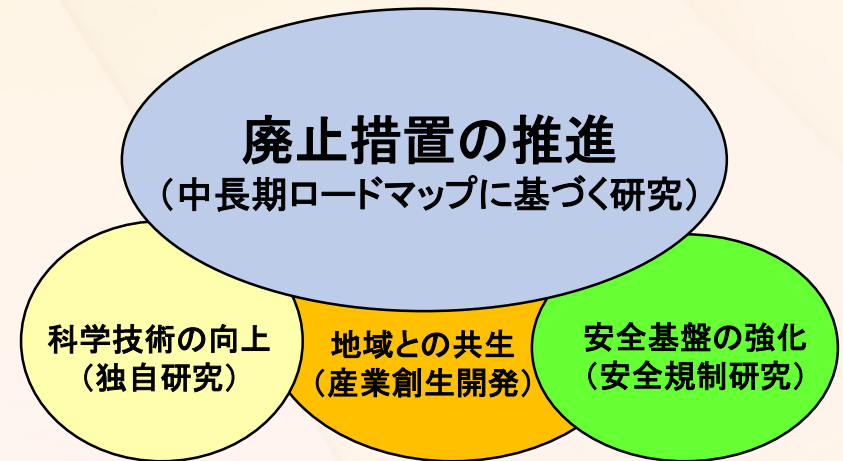 廃止措置の推進
（中長期ロードマップに基づく研究）
科学技術の向上
（独自研究）
地域との共生
（産業創生開発）
安全基盤の強化
（安全規制研究）